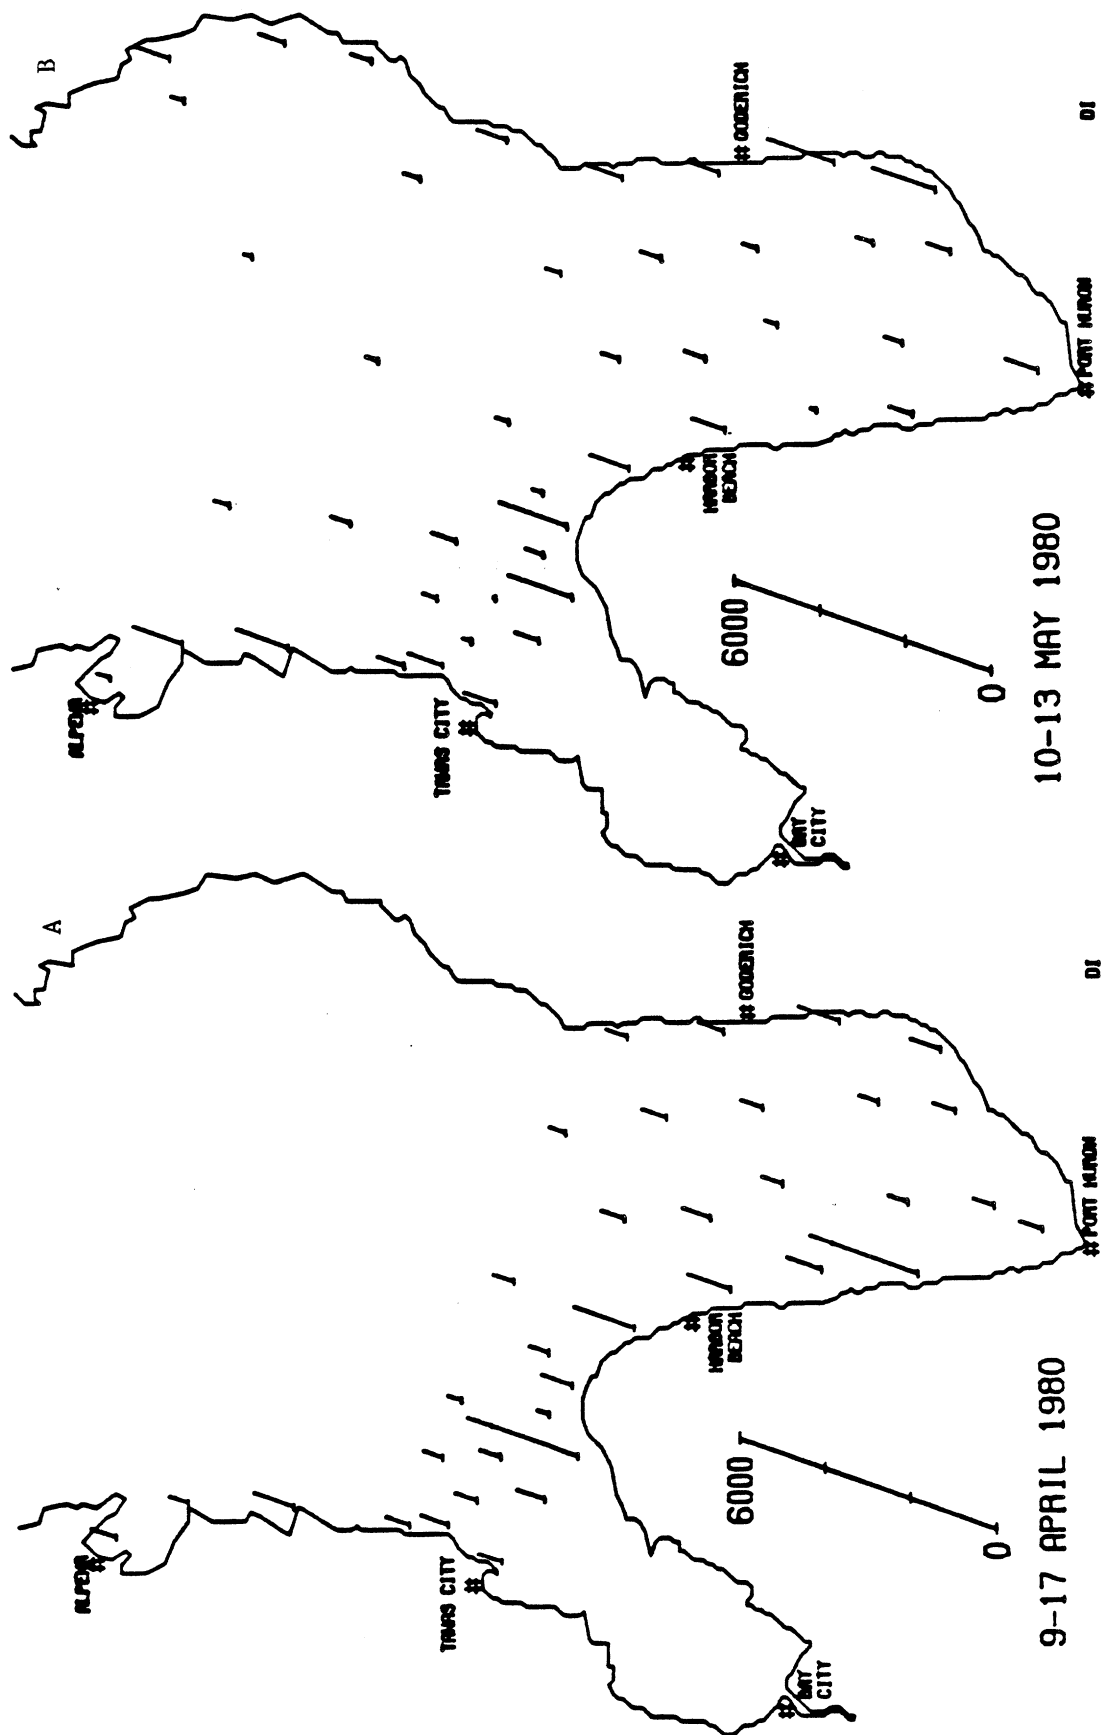 A
ALPENA
TAWAS CITY
BAY
CITY
HARBOR
BEACH
GODERICH
PORT HURON
6000
0
9-17 APRIL 1980
DI
B
ALPENA
TAWAS CITY
BAY
CITY
HARBOR
BEACH
GODERICH
PORT HURON
6000
0
10-13 MAY 1980
DI